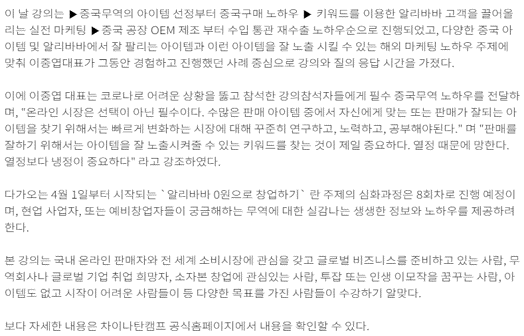 이 날 강의는 ▶중국무역의 아이템 선정부터 중국구매 노하우 ▶ 키워드를 이용한 알리바바 고객을 끌어올
리는 실전 마케팅 ▶중국 공장 OEM 제조 부터 수입 통관 재수출 노하우순으로 진행되었고, 다양한 중국 아
이템 및 알리바바에서 잘 팔리는 아이템과 이런 아이템을 잘 노출 시킬 수 있는 해외 마케팅 노하우 주제에
맞춰 이종엽대표가 그동안 경험하고 진행했던 사례 중심으로 강의와 질의 응답 시간을 가졌다.
이에 이종엽 대표는 코로나로 어려운 상황을 뚫고 참석한 강의참석자들에게 필수 중국무역 노하우를 전달하
며, "온라인 시장은 선택이 아닌 필수이다. 수많은 판매 아이템 중에서 자신에게 맞는 또는 판매가 잘되는 아
이템을 찾기 위해서는 빠르게 변화하는 시장에 대해 꾸준히 연구하고, 노력하고, 공부해야된다." 며 "판매를
잘하기 위해서는 아이템을 잘 노출시켜줄 수 있는 키워드를 찾는 것이 제일 중요하다. 열정 때문에 망한다.
열정보다 냉정이 중요하다" 라고 강조하였다.
다가오는 4월 1일부터 시작되는 `알리바바 0원으로 창업하기` 란 주제의 심화과정은 8회차로 진행 예정이
며, 현업 사업자, 또는 예비창업자들이 궁금해하는 무역에 대한 실감나는 생생한 정보와 노하우를 제공하려
한다.
본 강의는 국내 온라인 판매자와 전 세계 소비시장에 관심을 갖고 글로벌 비즈니스를 준비하고 있는 사람, 무
역회사나 글로벌 기업 취업 희망자, 소자본 창업에 관심있는 사람, 투잡 또는 인생 이모작을 꿈꾸는 사람, 아
이템도 없고 시작이 어려운 사람들이 등 다양한 목표를 가진 사람들이 수강하기 알맞다.
보다 자세한 내용은 차이나탄캠프 공식홈페이지에서 내용을 확인할 수 있다.